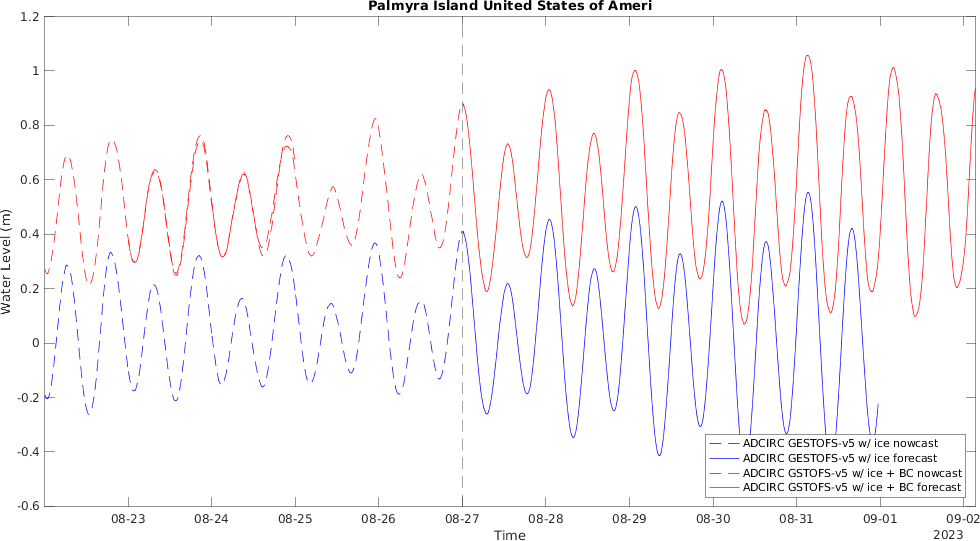 Palmyra Island United States of Ameri
1.2
1
0.8
0.6
0.4
0.2
0
-0.2
-0.4
-0.6
Water Level (m)
ADCIRC GESTOFS-v5 w/ ice nowcast
ADCIRC GESTOFS-v5 w/ ice forecast
ADCIRC GSTOFS-v5 w/ ice + BC nowcast
ADCIRC GSTOFS-v5 w/ ice + BC forecast
08-23 08-24 08-25 08-26 08-27 08-28 08-29 08-30 08-31 09-01 09-02
Time
2023